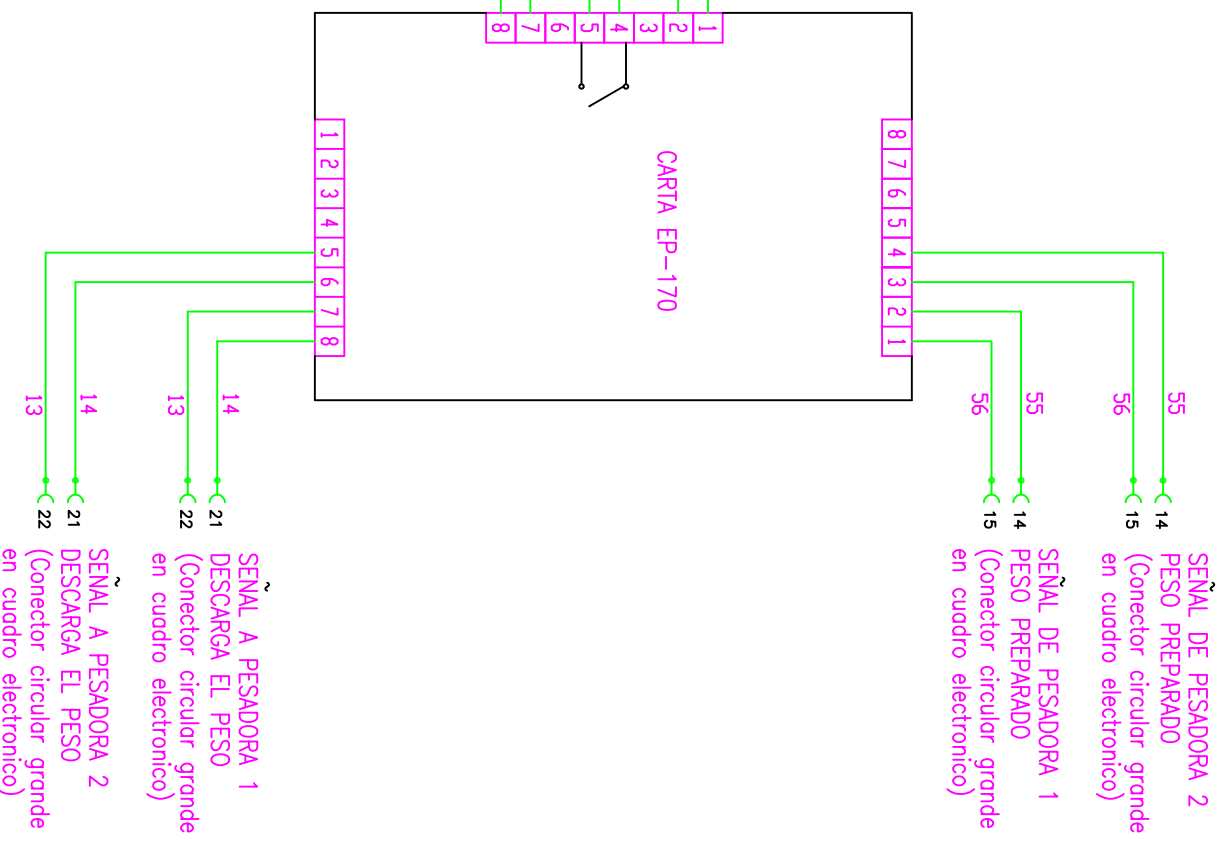 8 7 6 5 4 3 2 1
CARTA EP-170
8
7
6
5
4
3
2
1
1
2
3
4
5
6
7
8
55
56
55
56
14
13
14
13
14
15
14
15
21
22
21
22
SEÑAL DE PESADORA 2
PESO PREPARADO
(Conector circular grande
en cuadro electronico)
SEÑAL DE PESADORA 1
PESO PREPARADO
(Conector circular grande
en cuadro electronico)
SEÑAL A PESADORA 1
DESCARGA EL PESO
(Conector circular grande
en cuadro electronico)
SEÑAL A PESADORA 2
DESCARGA EL PESO
(Conector circular grande
en cuadro electronico)